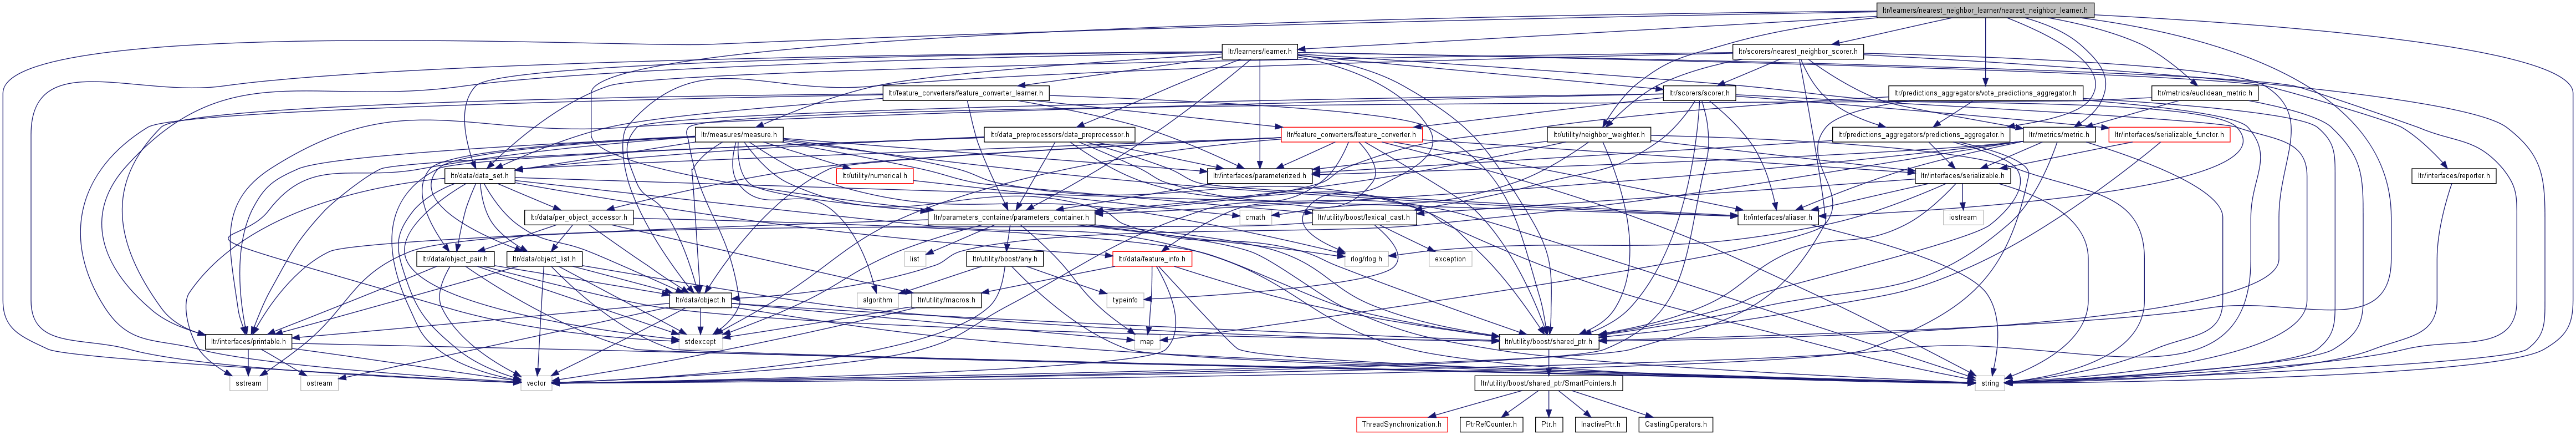 ltr/learners/nearest_neighbor_learner/nearest_neighbor_learner.h
ltr/learners/learner.h
ltr/scorers/nearest_neighbor_scorer.h
ltr/feature_converters/feature_converter_learner.h
ltr/scorers/scorer.h
ltr/predictions_aggregators/vote_predictions_aggregator.h
ltr/metrics/euclidean_metric.h
ltr/measures/measure.h
ltr/data_preprocessors/data_preprocessor.h
ltr/feature_converters/feature_converter.h
ltr/utility/neighbor_weighter.h
ltr/predictions_aggregators/predictions_aggregator.h
ltr/metrics/metric.h
ltr/interfaces/serializable_functor.h
ltr/data/data_set.h
ltr/utility/numerical.h
ltr/interfaces/parameterized.h
ltr/interfaces/serializable.h
ltr/interfaces/reporter.h
ltr/data/per_object_accessor.h
ltr/parameters_container/parameters_container.h
cmath
ltr/utility/boost/lexical_cast.h
ltr/interfaces/aliaser.h
iostream
ltr/data/object_pair.h
ltr/data/object_list.h
list
ltr/utility/boost/any.h
ltr/data/feature_info.h
rlog/rlog.h
exception
ltr/data/object.h
algorithm
ltr/utility/macros.h
typeinfo
ltr/interfaces/printable.h
stdexcept
map
ltr/utility/boost/shared_ptr.h
sstream
ostream
vector
ltr/utility/boost/shared_ptr/SmartPointers.h
string
ThreadSynchronization.h
PtrRefCounter.h
Ptr.h
InactivePtr.h
CastingOperators.h